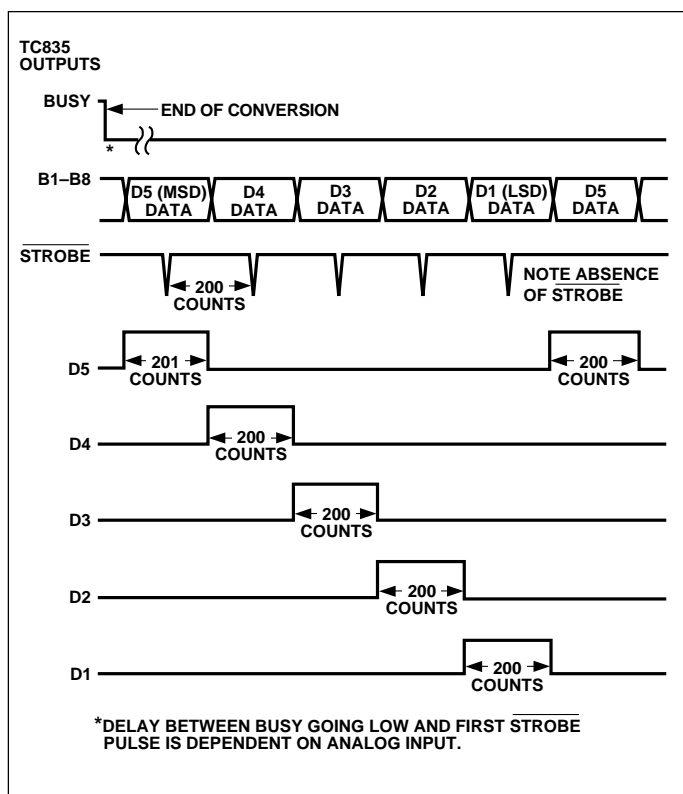 TC835
OUTPUTS
BUSY
END OF CONVERSION
*
B1–B8
D5 (MSD)
DATA
D4
DATA
D3
DATA
D2
DATA
D1 (LSD)
DATA
D5
DATA
STROBE
200
COUNTS
NOTE ABSENCE
OF STROBE
D5
201
COUNTS
200
COUNTS
D4
200
COUNTS
D3
200
COUNTS
D2
200
COUNTS
D1
200
COUNTS
*DELAY BETWEEN BUSY GOING LOW AND FIRST STROBE
PULSE IS DEPENDENT ON ANALOG INPUT.